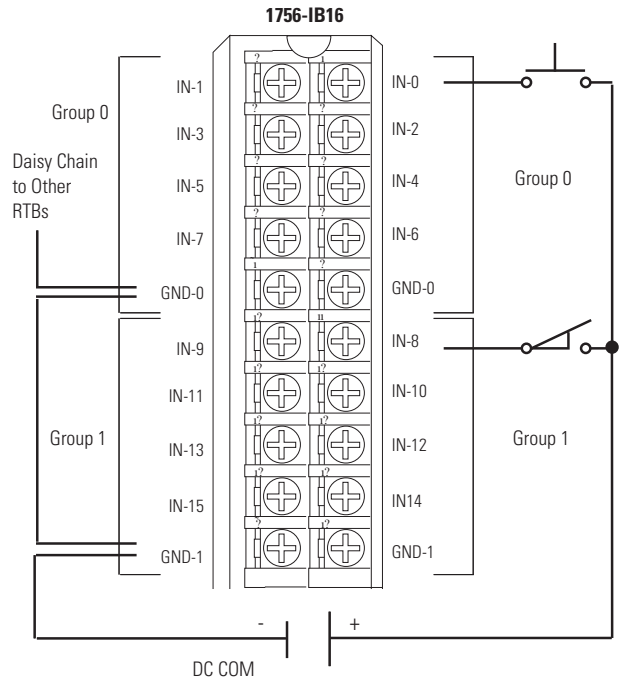 1756-IB16
IN-1
IN-3
IN-5
IN-7
GND-0
IN-9
IN-11
IN-13
IN-15
GND-1
IN-0
IN-2
IN-4
IN-6
GND-0
IN-8
IN-10
IN-12
IN14
GND-1
Group 0
Daisy Chain
to Other
RTBs
Group 1
Group 0
Group 1
-
+
DC COM